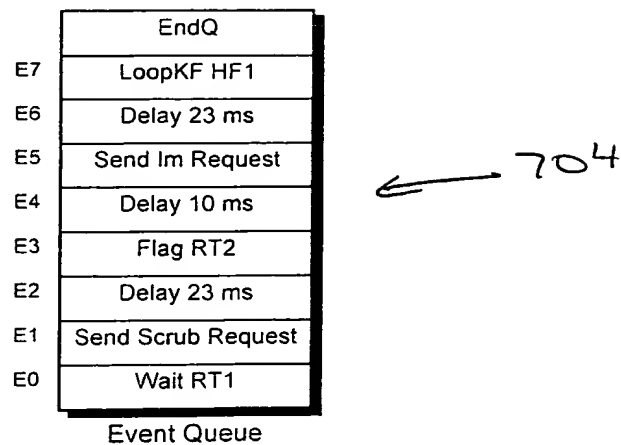 EndQ
E7 LoopKF HF1
E6 Delay 23 ms
E5 Send Im Request
E4 Delay 10 ms
E3 Flag RT2
E2 Delay 23 ms
E1 Send Scrub Request
E0 Wait RT1
Event Queue
704